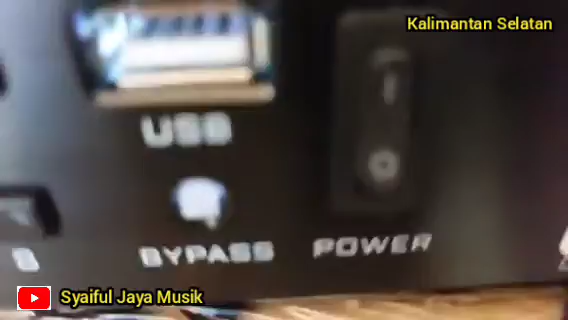 Kalimantan Selatan
USB
BYPASS
POWER
Syaiful Jaya Musik